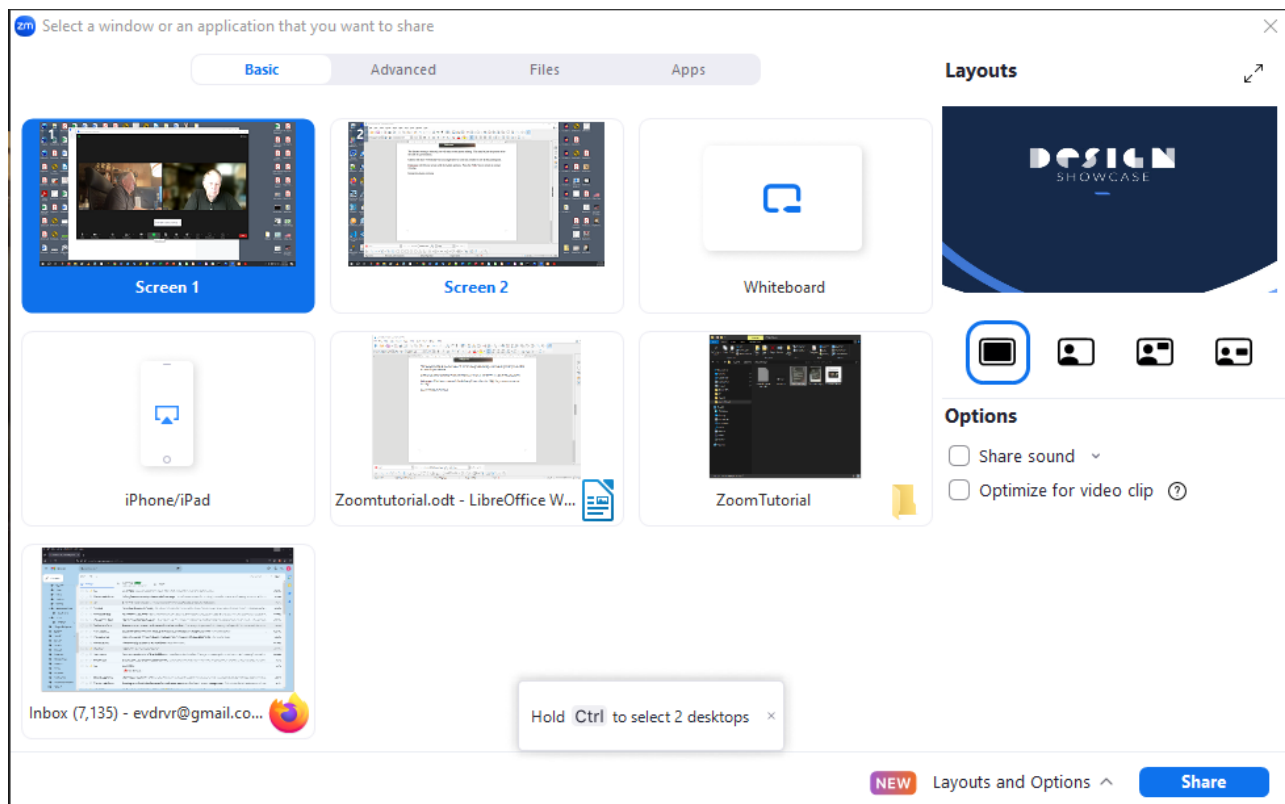 zm Select a window or an application that you want to share
Basic Advanced Files Apps
Layouts
1
2
DESIGN
SHOWCASE
Screen 1
Screen 2
Whiteboard
iPhone/iPad
Zoomtutorial.odt - LibreOffice W...
ZoomTutorial
Options
Share sound
Optimize for video clip ?
Inbox (7,135) - evdrvr@gmail.co...
Hold Ctrl to select 2 desktops
NEW Layouts and Options Share